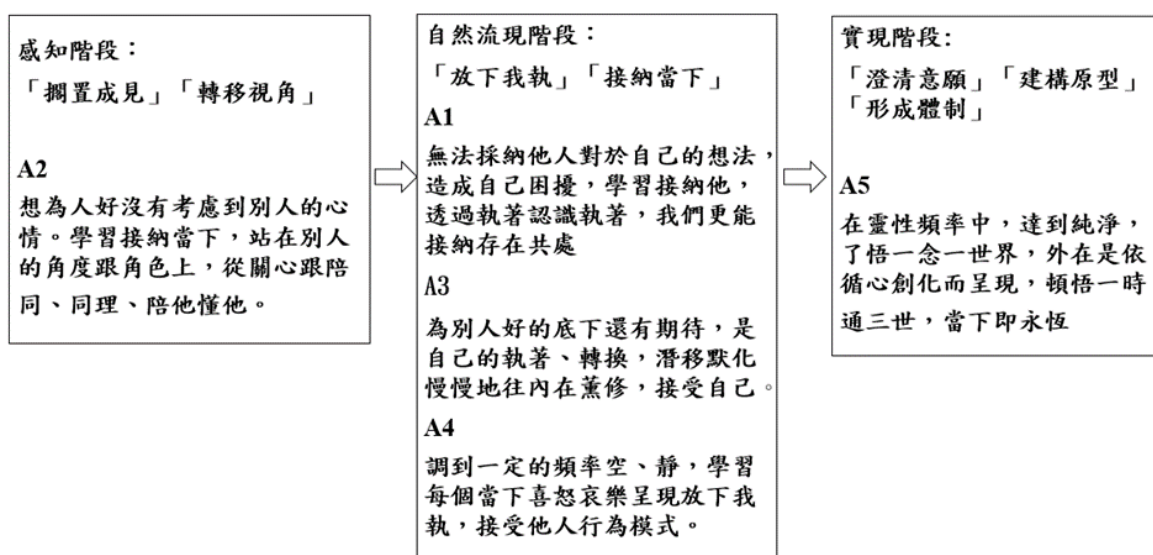 感知階段：
「擱置成見」「轉移視角」
A2
想為人好沒有考慮到別人的心
情。學習接納當下，站在別人
的角度跟角色上，從關心跟陪
同、同理、陪他懂他。
自然流現階段：
「放下我執」「接納當下」
A1
無法採納他人對於自己的想法，
造成自己困擾，學習接納他，
透過執著認識執著，我們更能
接納存在共處
A3
為別人好的底下還有期待，是
自己的執著、轉換，潛移默化
慢慢地往內在薰修，接受自己。
A4
調到一定的頻率空、靜，學習
每個當下喜怒哀樂呈現放下我
執，接受他人行為模式。
實現階段:
「澄清意願」「建構原型」
「形成體制」
A5
在靈性頻率中，達到純淨，
了悟一念一世界，外在是依
循心創化而呈現，頓悟一時
通三世，當下即永恆